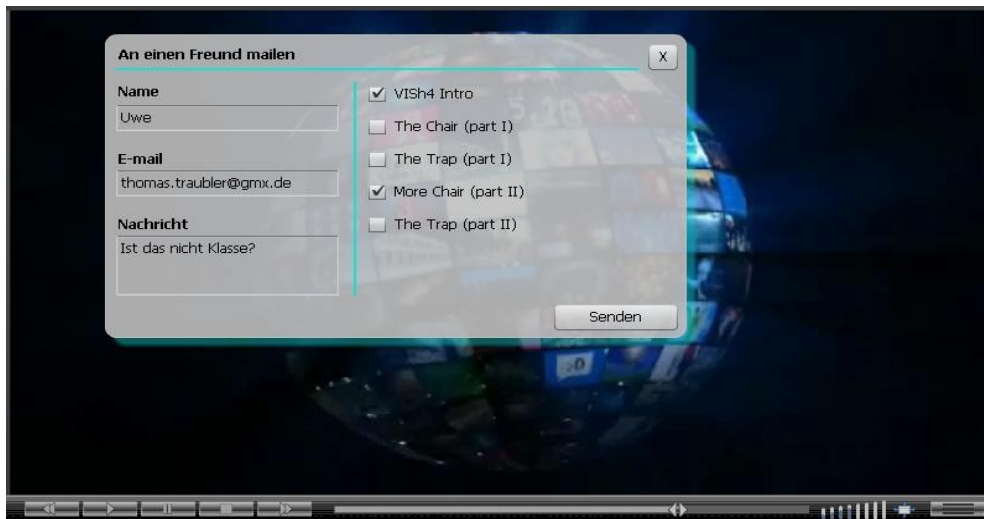 An einen Freund mailen
X
Name
Uwe
E-mail
thomas.traubler@gmx.de
Nachricht
Ist das nicht Klasse?
VISh4 Intro
The Chair (part I)
The Trap (part I)
More Chair (part II)
The Trap (part II)
Senden